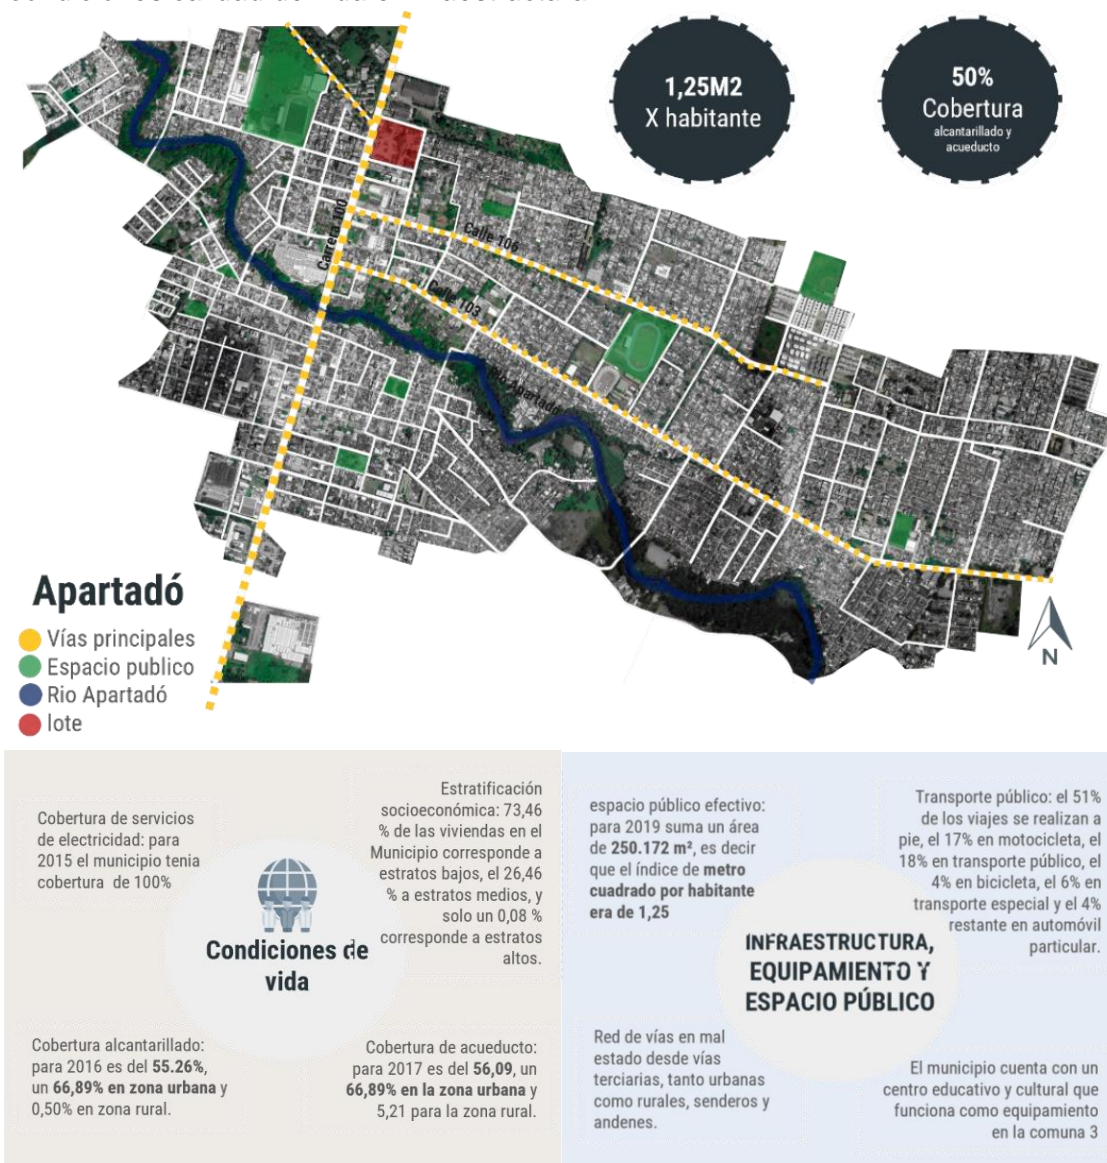 1,25M2
X habitante
50%
Cobertura
alcantarillado y
acueducto
Carrera 100
Calle 106
Calle 103
Apartadó
Apartadó
Vías principales
Espacio publico
Rio Apartadó
lote
N
Cobertura de servicios
de electricidad: para
2015 el municipio tenia
cobertura de 100%
Estratificación
socioeconómica: 73,46
% de las viviendas en el
Municipio corresponde a
estratos bajos, el 26,46
% a estratos medios, y
solo un 0,08 %
corresponde a estratos
altos.
Condiciones de
vida
Cobertura alcantarillado:
para 2016 es del 55.26%,
un 66,89% en zona urbana y
0,50% en zona rural.
Cobertura de acueducto:
para 2017 es del 56,09, un
66,89% en la zona urbana y
5,21 para la zona rural.
espacio público efectivo:
para 2019 suma un área
de 250.172 m², es decir
que el índice de metro
cuadrado por habitante
era de 1,25
Transporte público: el 51%
de los viajes se realizan a
pie, el 17% en motocicleta, el
18% en transporte público, el
4% en bicicleta, el 6% en
transporte especial y el 4%
restante en automóvil
particular.
INFRAESTRUCTURA,
EQUIPAMIENTO Y
ESPACIO PÚBLICO
Red de vías en mal
estado desde vías
terciarias, tanto urbanas
como rurales, senderos y
andenes.
El municipio cuenta con un
centro educativo y cultural que
funciona como equipamiento
en la comuna 3